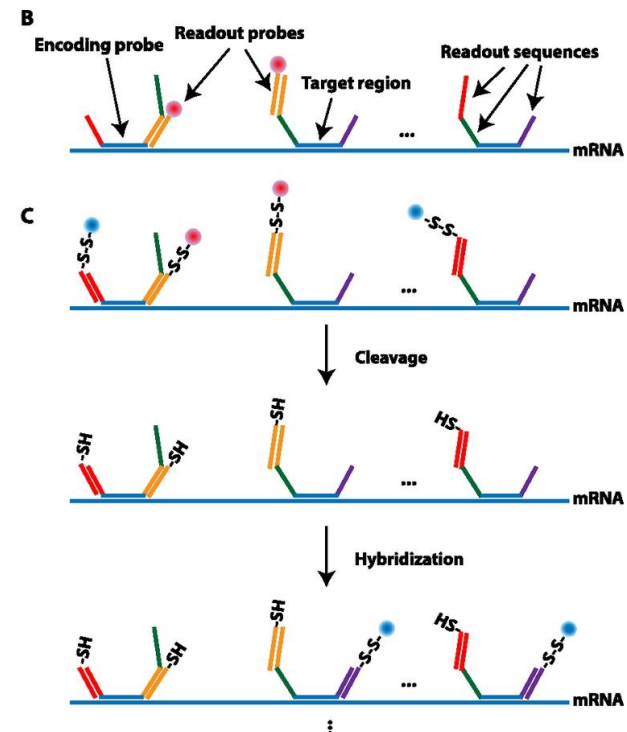 B
Encoding probe
Readout probes
Target region
Readout sequences
...
mRNA
C
-S-S-
-S-S-
-S-S-
-S-S-
...
mRNA
Cleavage
-SH
-SH
-SH
HS-
...
mRNA
Hybridization
-SH
-SH
-SH
-S-S-
HS-
-S-S-
...
mRNA